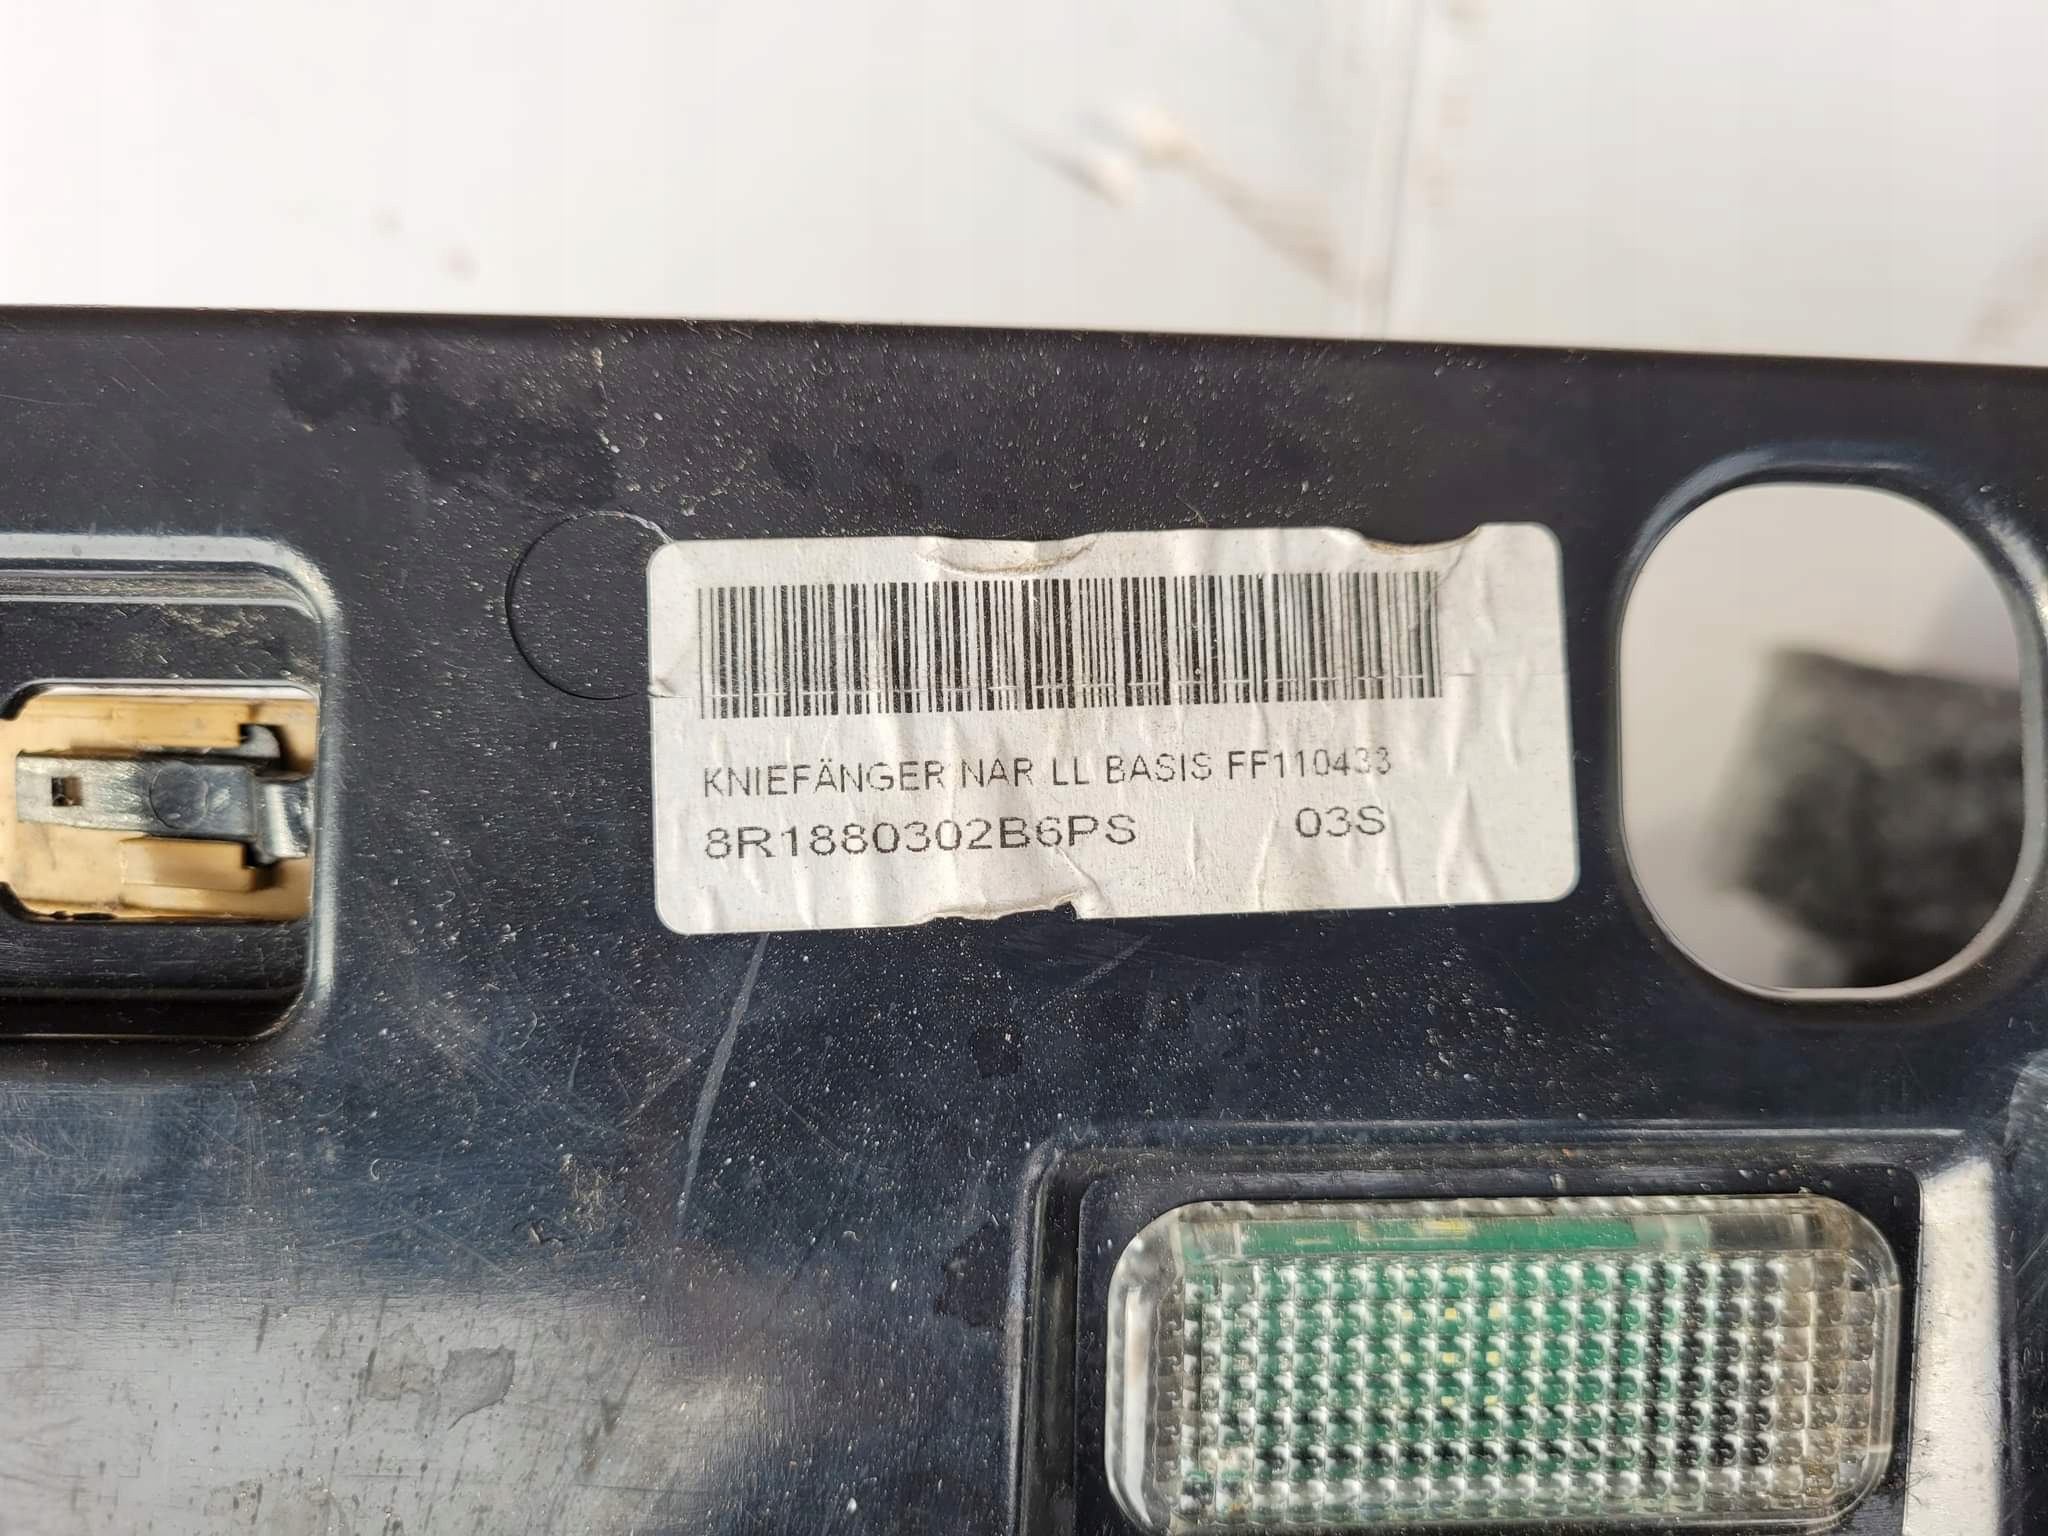 KNIEFÄNGER NAR LL BASIS FF110433
8R1880302B6PS 03S